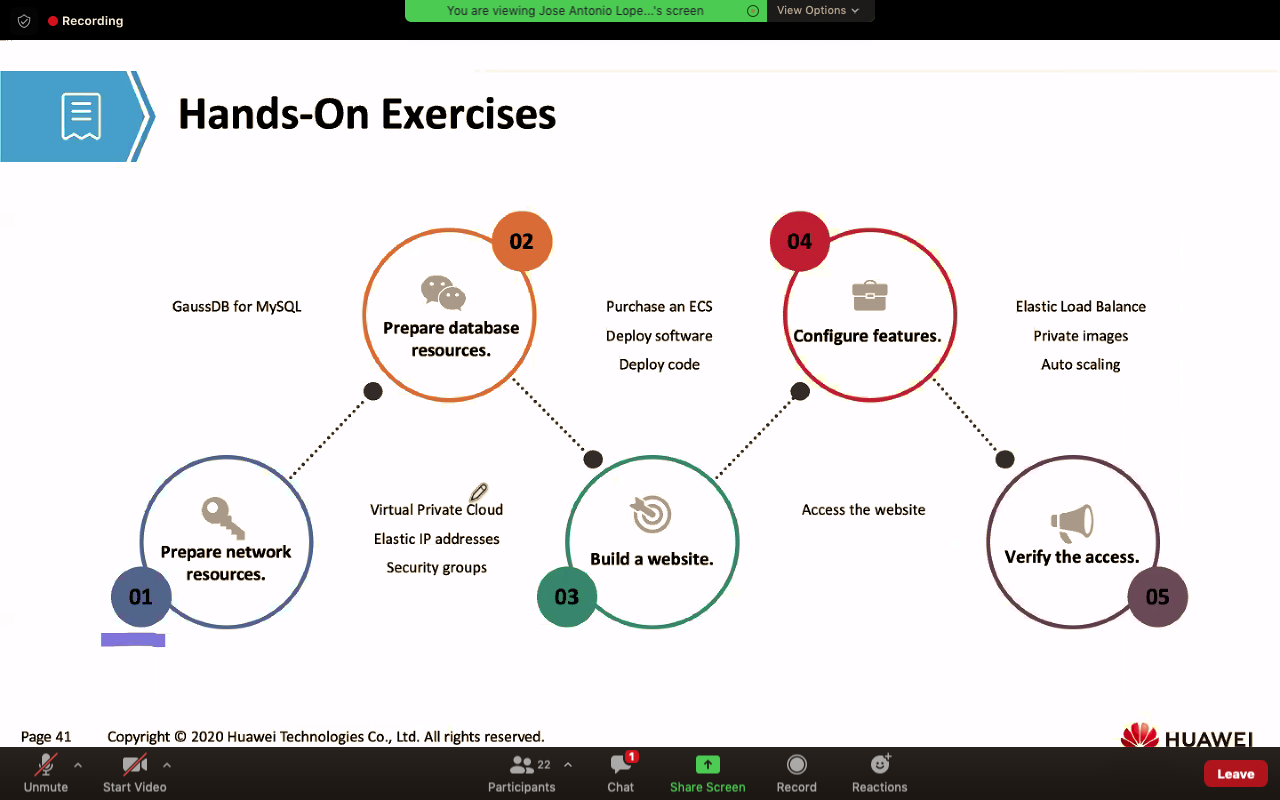 Recording
You are viewing Jose Antonio Lope...'s screen
View Options
Hands-On Exercises
02
04
GaussDB for MySQL
Prepare database
resources.
Purchase an ECS
Deploy software
Deploy code
Configure features.
Elastic Load Balance
Private images
Auto scaling
Prepare network
resources.
01
Virtual Private Cloud
Elastic IP addresses
Security groups
Build a website.
03
Access the website
Verify the access.
05
Page 41
Copyright © 2020 Huawei Technologies Co., Ltd. All rights reserved.
HUAWEI
Unmute
Start Video
22
Participants
1
Chat
Share Screen
Record
Reactions
Leave